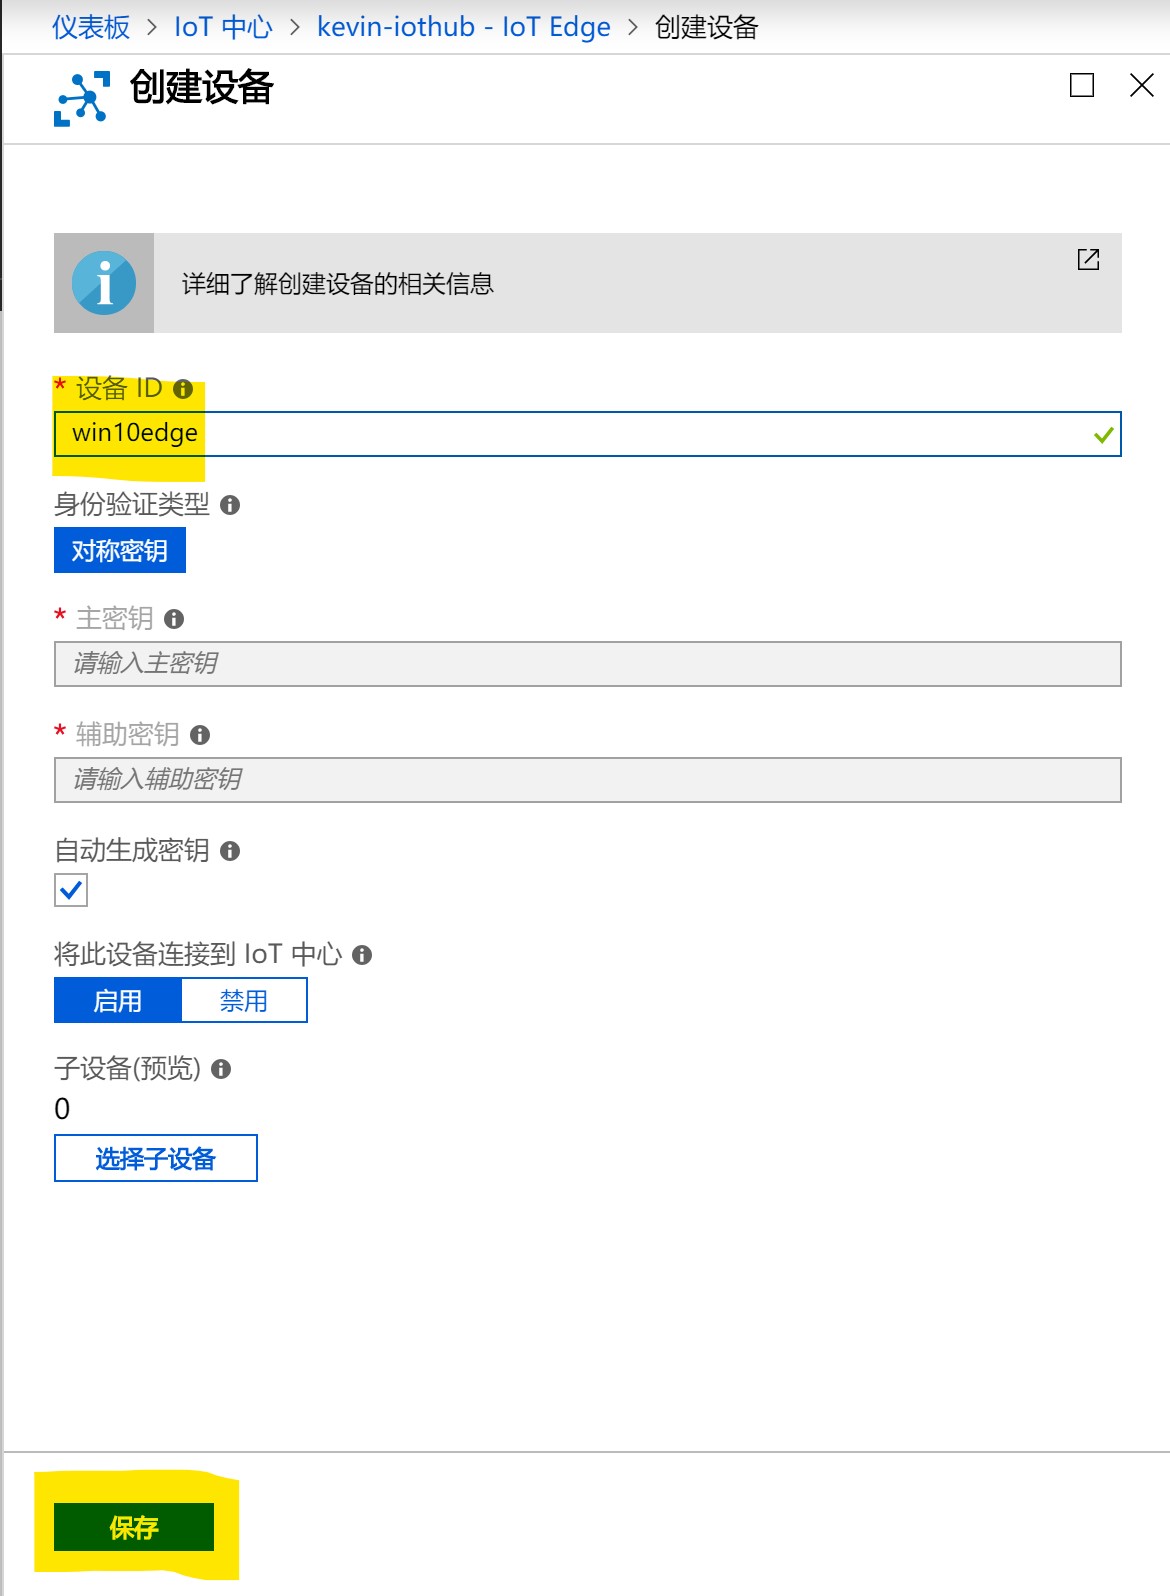 仪表板 > IoT 中心 > kevin-iothub - IoT Edge > 创建设备
创建设备
详细了解创建设备的相关信息
* 设备 ID
win10edge
身份验证类型
对称密钥
* 主密钥
请输入主密钥
* 辅助密钥
请输入辅助密钥
自动生成密钥
将此设备连接到 IoT 中心
启用 禁用
子设备(预览)
0
选择子设备
保存